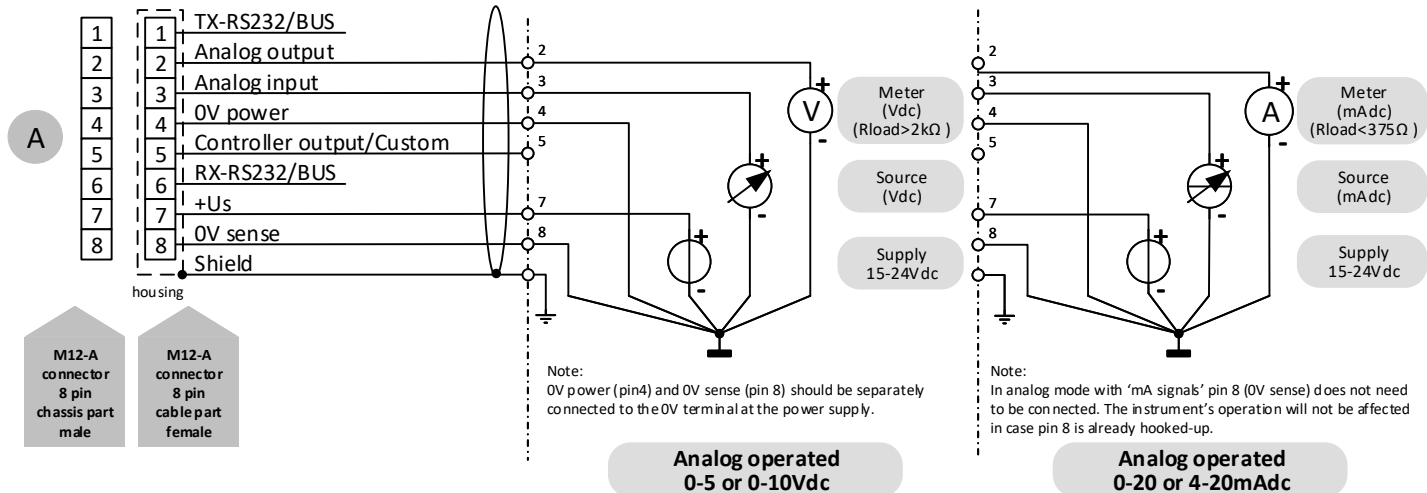 A
1
2
3
4
5
6
7
8
1
2
3
4
5
6
7
8
TX-RS232/BUS
Analog output
Analog input
0V power
Controller output/Custom
RX-RS232/BUS
+Us
0V sense
Shield
housing
M12-A
connector
8 pin
chassis part
male
M12-A
connector
8 pin
cable part
female
2
3
4
5
7
8
+
V
-
+
-
+
-
Meter
(Vdc)
(Rload>2kΩ )
Source
(Vdc)
Supply
15-24Vdc
Note:
0V power (pin4) and 0V sense (pin 8) should be separately
connected to the 0V terminal at the power supply.
Analog operated
0-5 or 0-10Vdc
2
3
4
5
7
8
+
A
-
+
-
+
-
Meter
(mAdc)
(Rload<375Ω )
Source
(mAdc)
Supply
15-24Vdc
Note:
In analog mode with ‘mA signals’ pin 8 (0V sense) does not need
to be connected. The instrument’s operation will not be affected
in case pin 8 is already hooked-up.
Analog operated
0-20 or 4-20mAdc